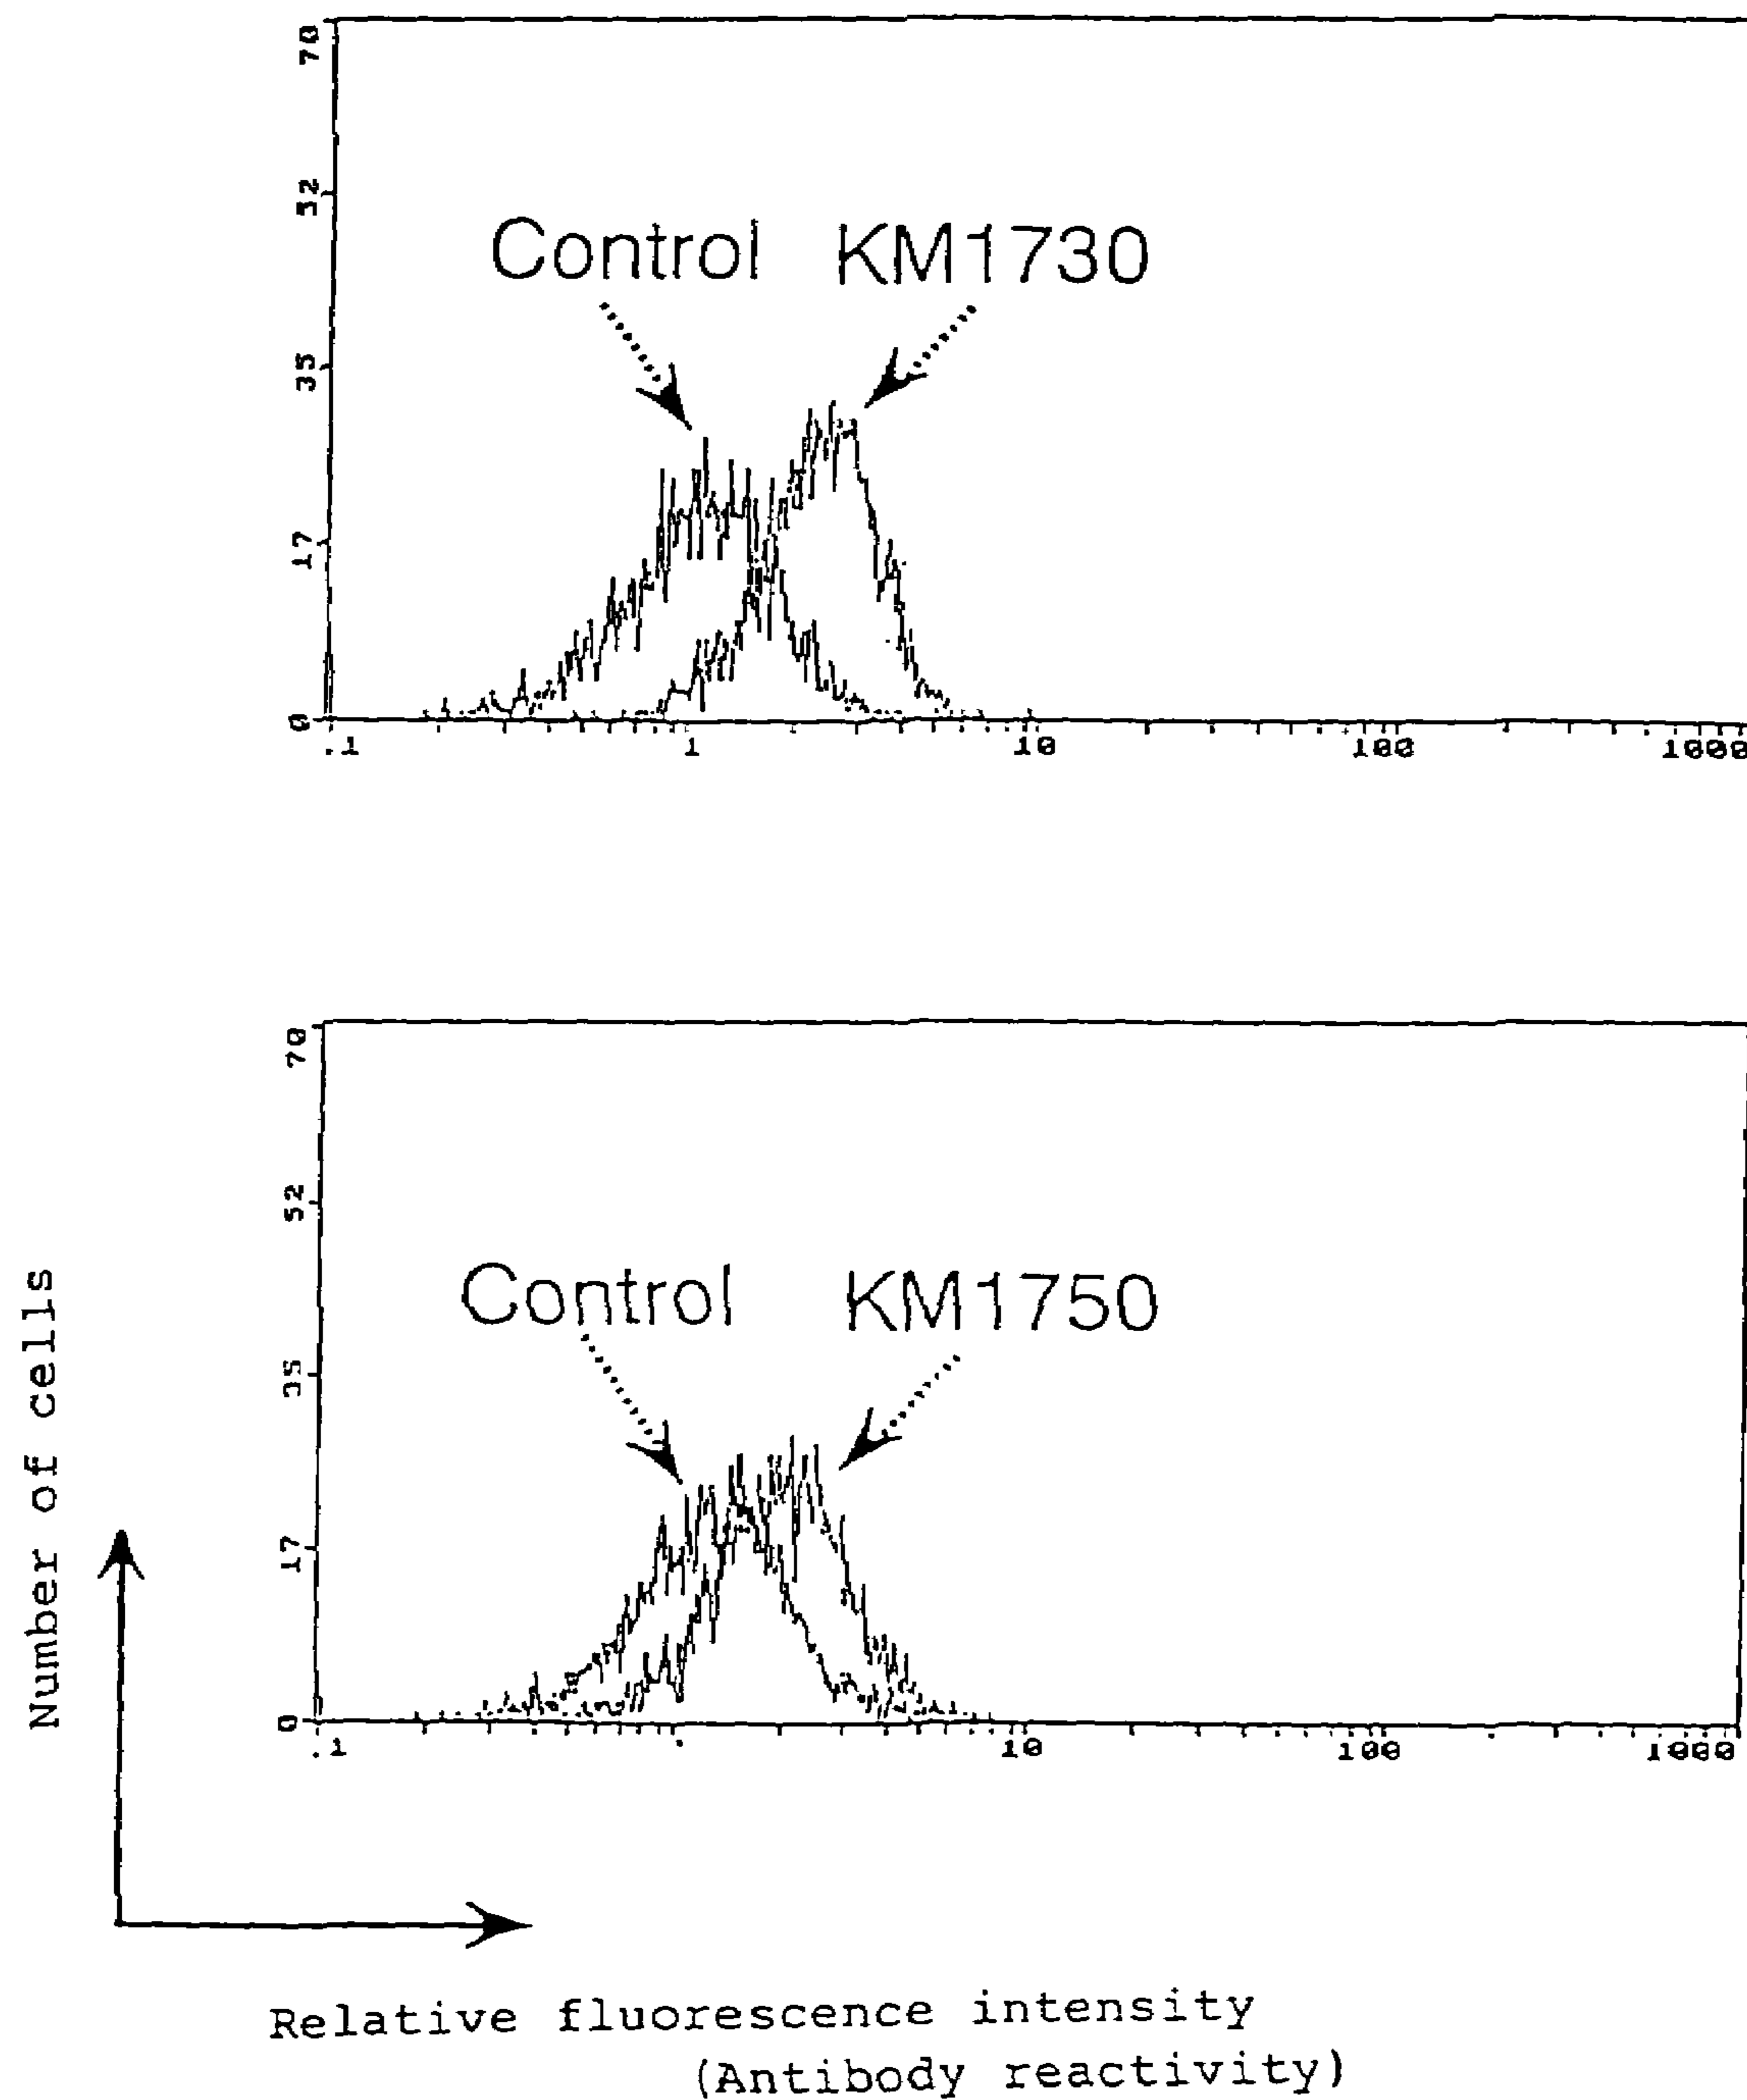 70
52
35
17
0
Control KM1730
.1 1 10 100 1000
70
52
35
17
0
Control KM1750
.1 10 100 1000
Number of cells
Relative fluorescence intensity
(Antibody reactivity)